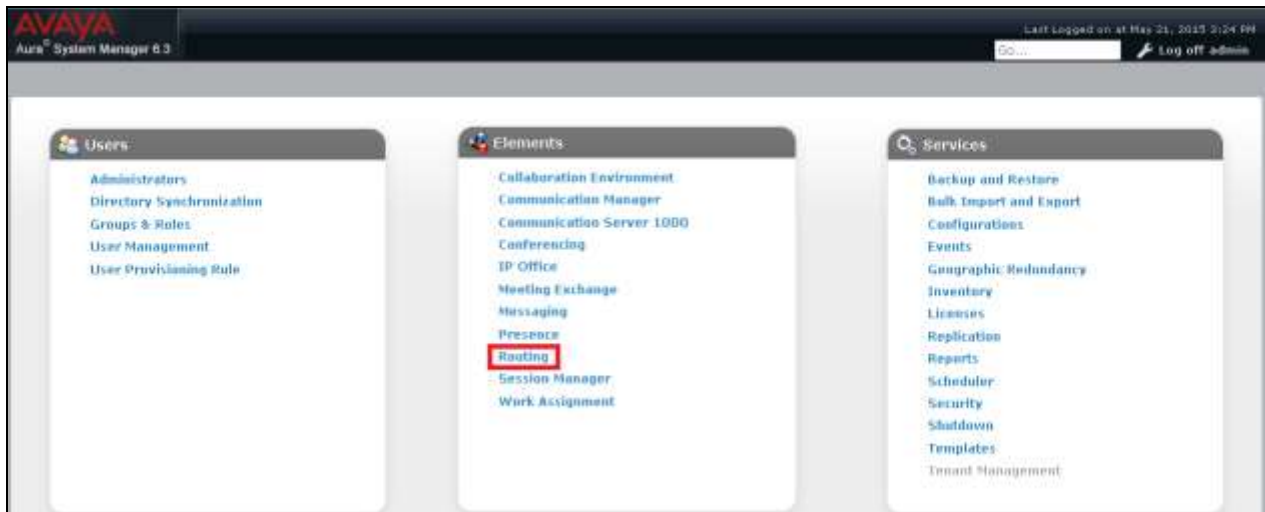 AVAYA
Aura® System Manager 6.3
Last Logged on at May 21, 2015 2:24 PM
Go...
Log off admin
Users
Administrators
Directory Synchronization
Groups & Roles
User Management
User Provisioning Rule
Elements
Collaboration Environment
Communication Manager
Communication Server 1000
Conferencing
IP Office
Meeting Exchange
Messaging
Presence
Routing
Session Manager
Work Assignment
Services
Backup and Restore
Bulk Import and Export
Configurations
Events
Geographic Redundancy
Inventory
Licenses
Replication
Reports
Scheduler
Security
Shutdown
Templates
Tenant Management